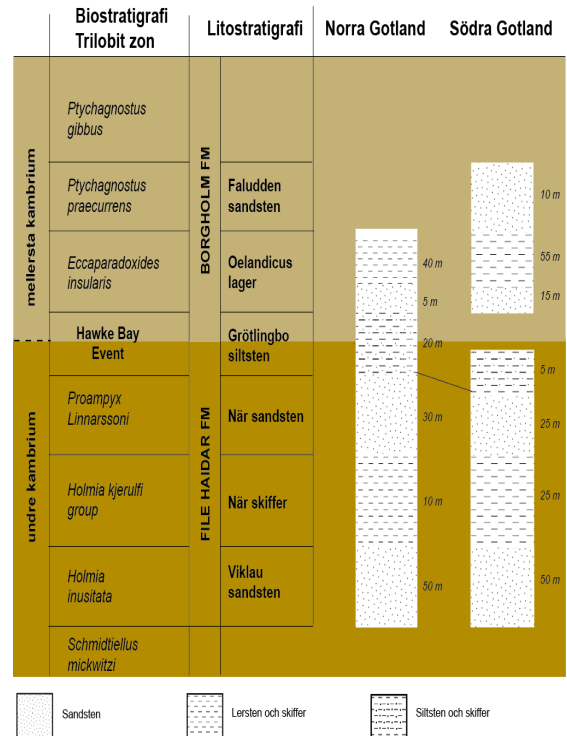 Biostratigrafi
Trilobit zon
Litostratigrafi
Norra Gotland
Södra Gotland
mellersta kambrium
undre kambrium
Ptychagnostus
gibbus
Ptychagnostus
praecurrens
Eccaparadoxides
insularis
Hawke Bay
Event
Proampyx
Linnarssoni
Holmia kjerulfi
group
Holmia
inusitata
Schmidtiellus
mickwitzi
BORGHOLM FM
FILE HAIDAR FM
Faludden
sandsten
Oelandicus
lager
Grötlingbo
siltsten
När sandsten
När skiffer
Viklau
sandsten
40 m
5 m
20 m
30 m
10 m
50 m
10 m
55 m
15 m
5 m
25 m
25 m
50 m
Sandsten
Lersten och skiffer
Siltsten och skiffer